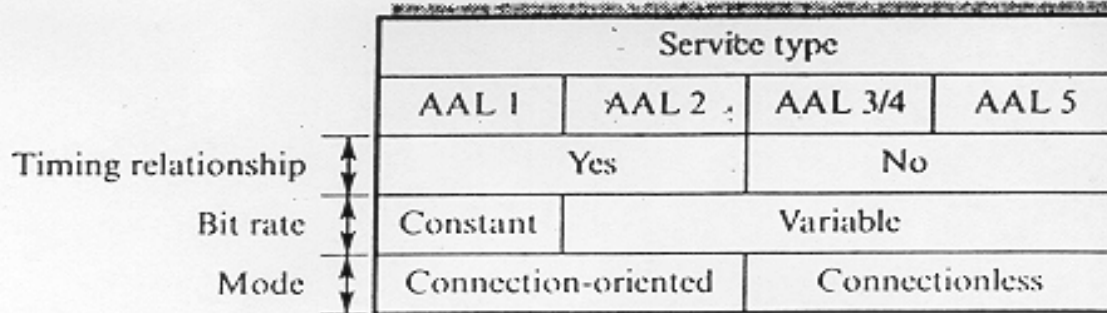 Service type
AAL 1 AAL 2 AAL 3/4 AAL 5
Timing relationship Yes No
Bit rate Constant Variable
Mode Connection-oriented Connectionless